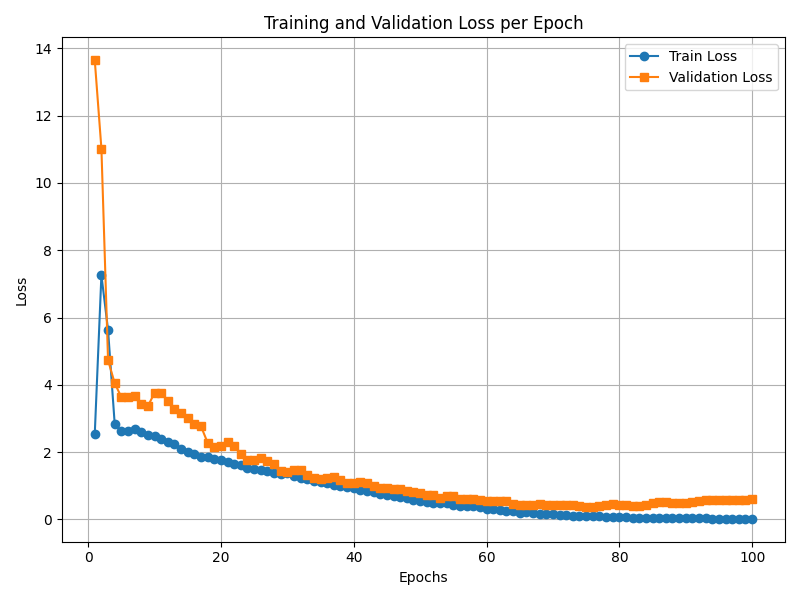 Training and Validation Loss per Epoch
Train Loss
Validation Loss
14
12
10
8
6
4
2
0
Loss
0 20 40 60 80 100
Epochs